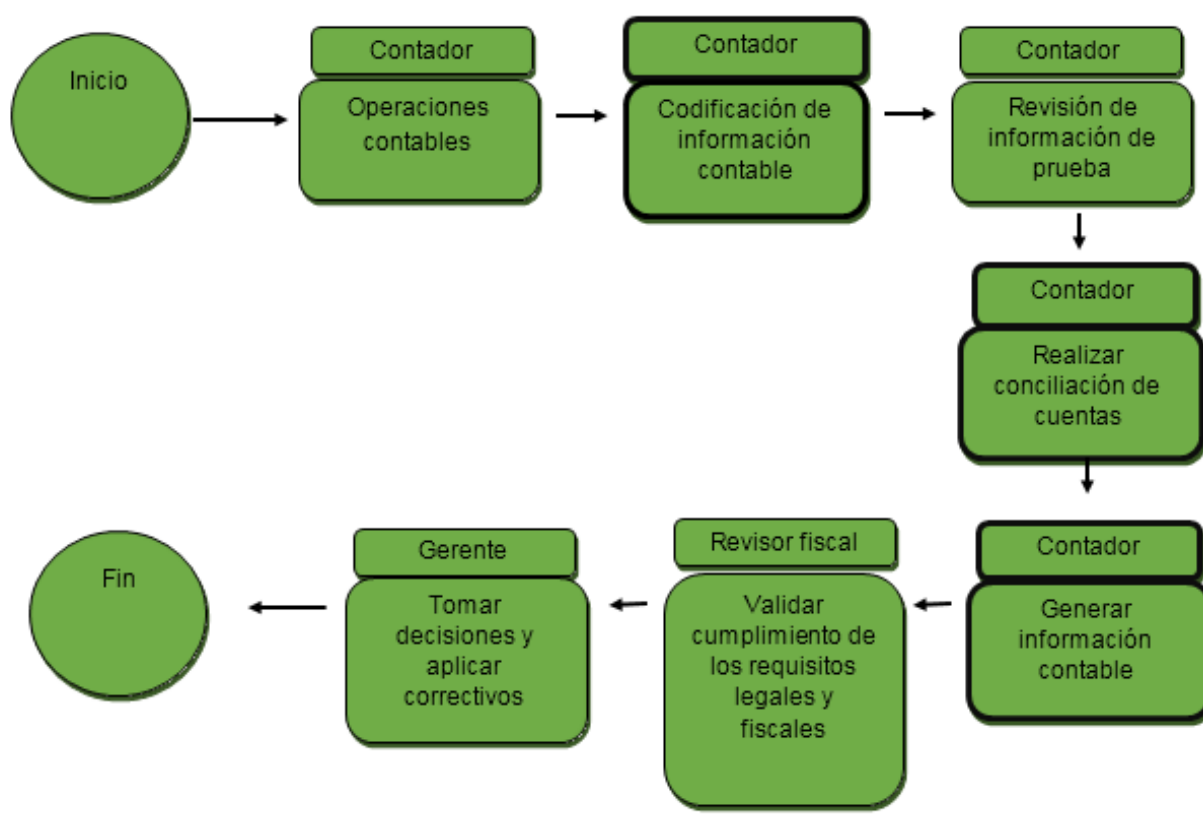 Inicio
Contador
Operaciones
contables
Contador
Codificación de
información
contable
Contador
Revisión de
información de
prueba
Contador
Realizar
conciliación de
cuentas
Contador
Generar
información
contable
Revisor fiscal
Validar
cumplimiento de
los requisitos
legales y
fiscales
Gerente
Tomar
decisiones y
aplicar
correctivos
Fin